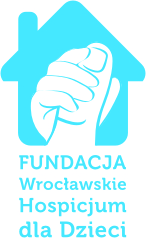 FUNDACJA
Wrocławskie
Hospicjum
dla Dzieci